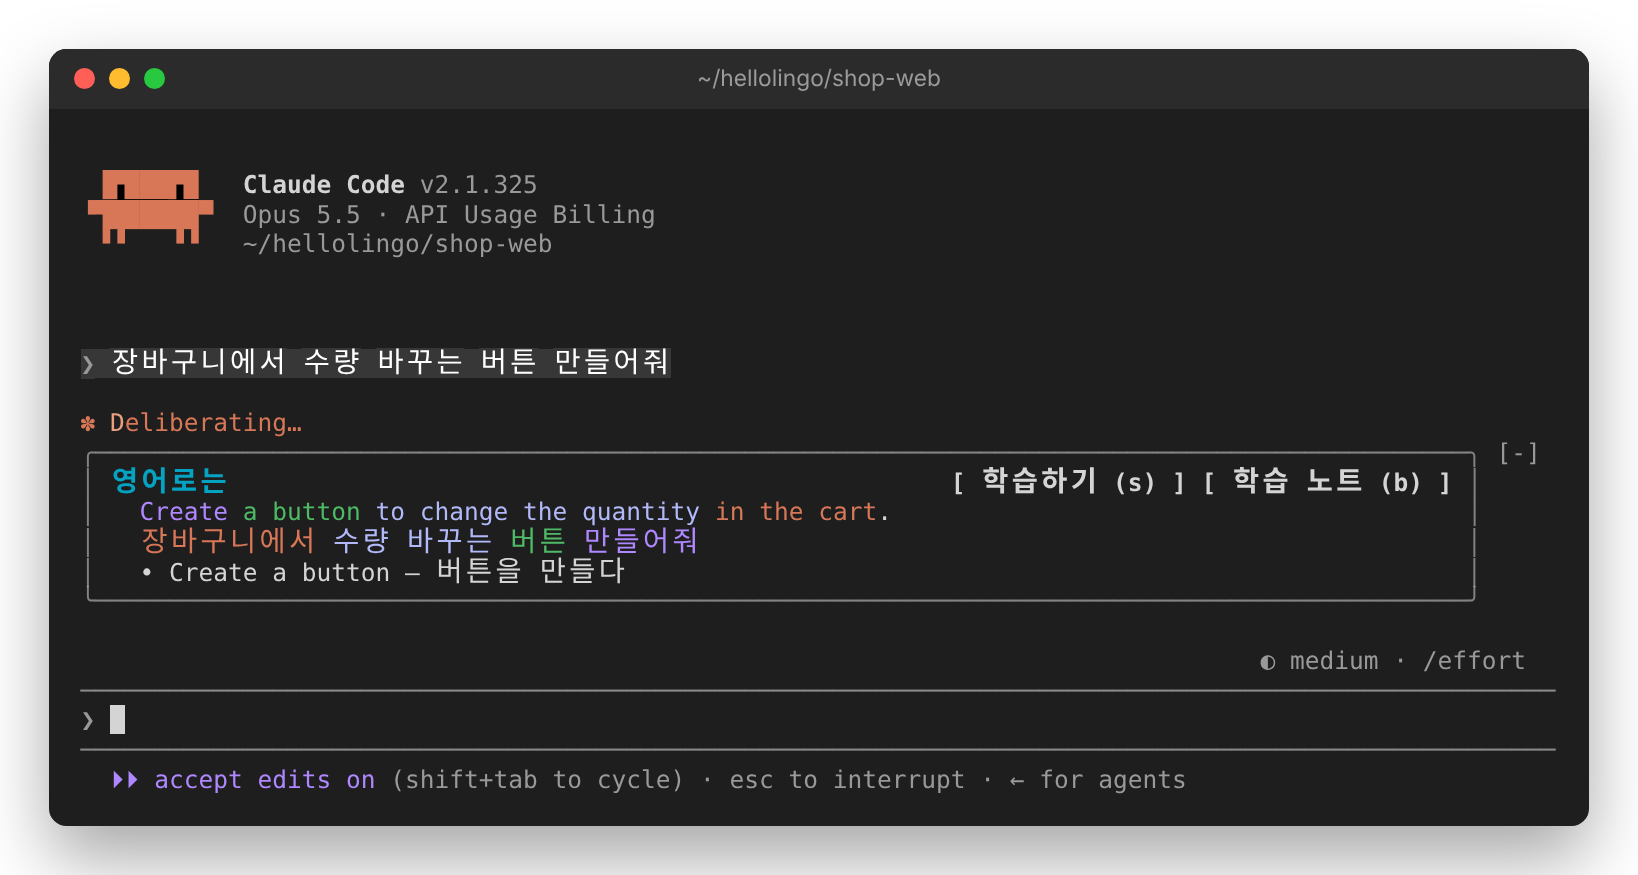 ~/hellolingo/shop-web
Claude Code v2.1.325
Opus 5.5 · API Usage Billing
~/hellolingo/shop-web
❯ 장바구니에서 수량 바꾸는 버튼 만들어줘
✽ Deliberating…
[-]
영어로는 [ 학습하기 (s) ] [ 학습 노트 (b) ]
Create a button to change the quantity in the cart.
장바구니에서 수량 바꾸는 버튼 만들어줘
• Create a button — 버튼을 만들다
◐ medium · /effort
❯
⏵⏵ accept edits on (shift+tab to cycle) · esc to interrupt · ← for agents